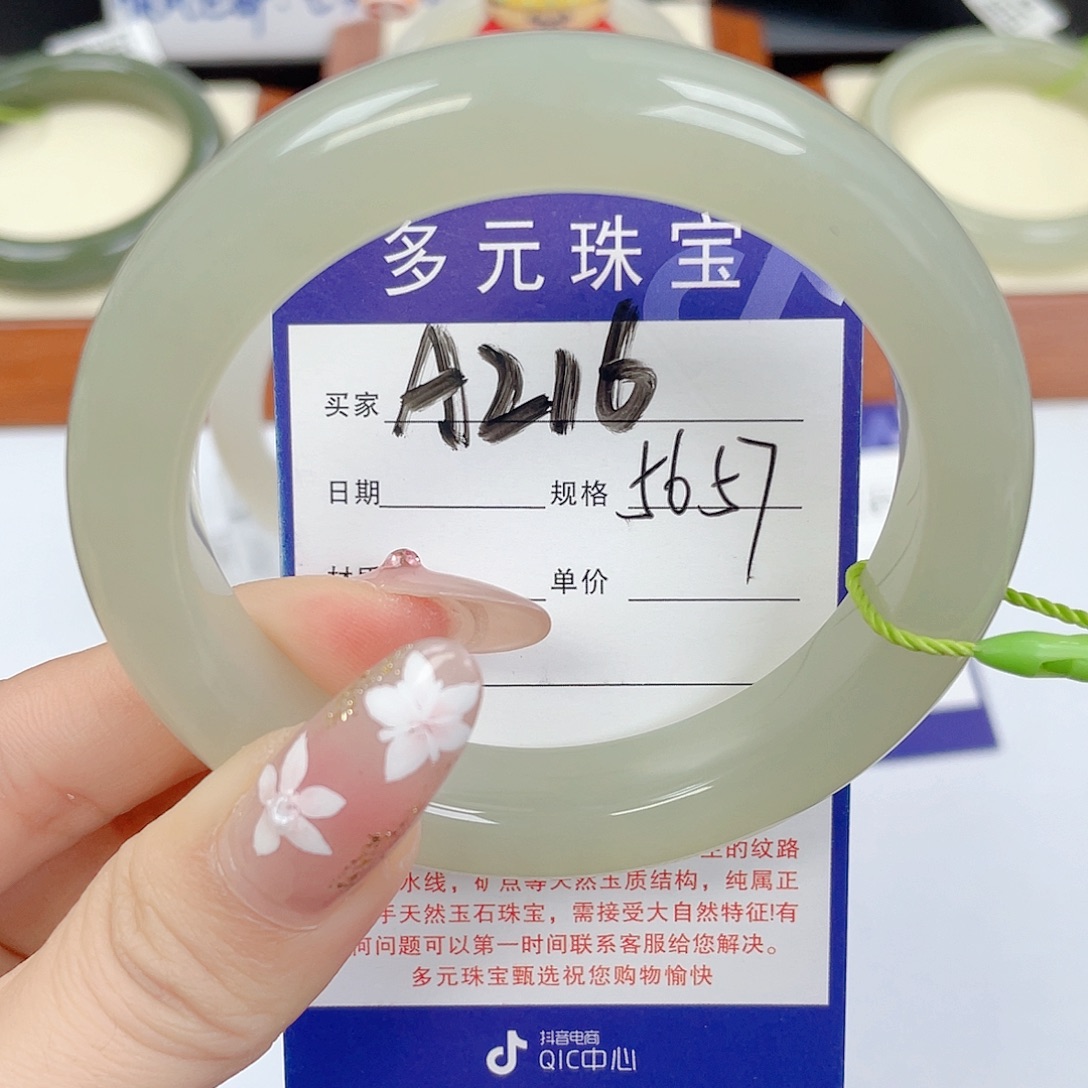 多元珠宝
买家 A216
日期 规格 5657
单价
的纹路
水线，矿点等天然玉质结构，纯属正
手天然玉石珠宝，需接受大自然特征!有
问题可以第一时间联系客服给您解决。
多元珠宝甄选祝您购物愉快
抖音电商
QIC中心